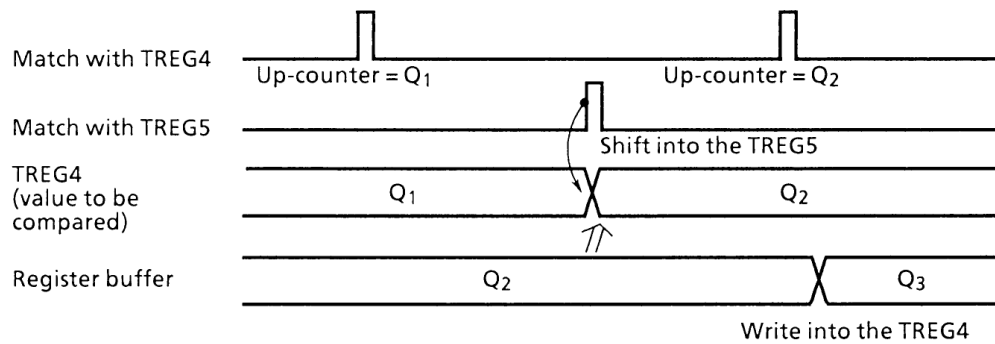 Match with TREG4
Up-counter = Q1
Up-counter = Q2
Match with TREG5
Shift into the TREG5
TREG4
(value to be
compared)
Q1
Q2
Register buffer
Q2
Q3
Write into the TREG4